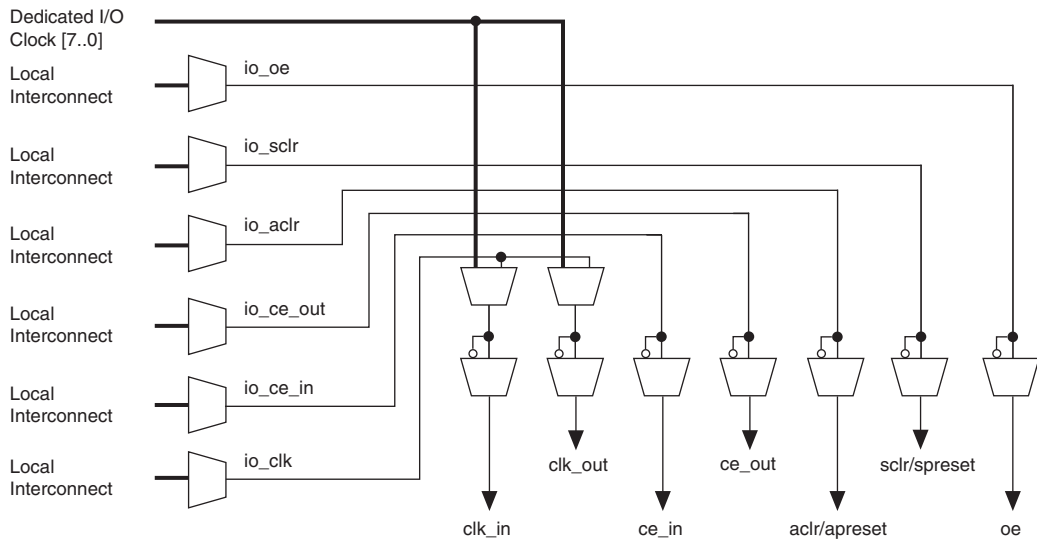 Dedicated I/O
Clock [7..0]
Local
Interconnect
io_oe
Local
Interconnect
io_sclr
Local
Interconnect
io_aclr
Local
Interconnect
io_ce_out
Local
Interconnect
io_ce_in
Local
Interconnect
io_clk
clk_out
ce_out
sclr/spreset
clk_in
ce_in
aclr/apreset
oe